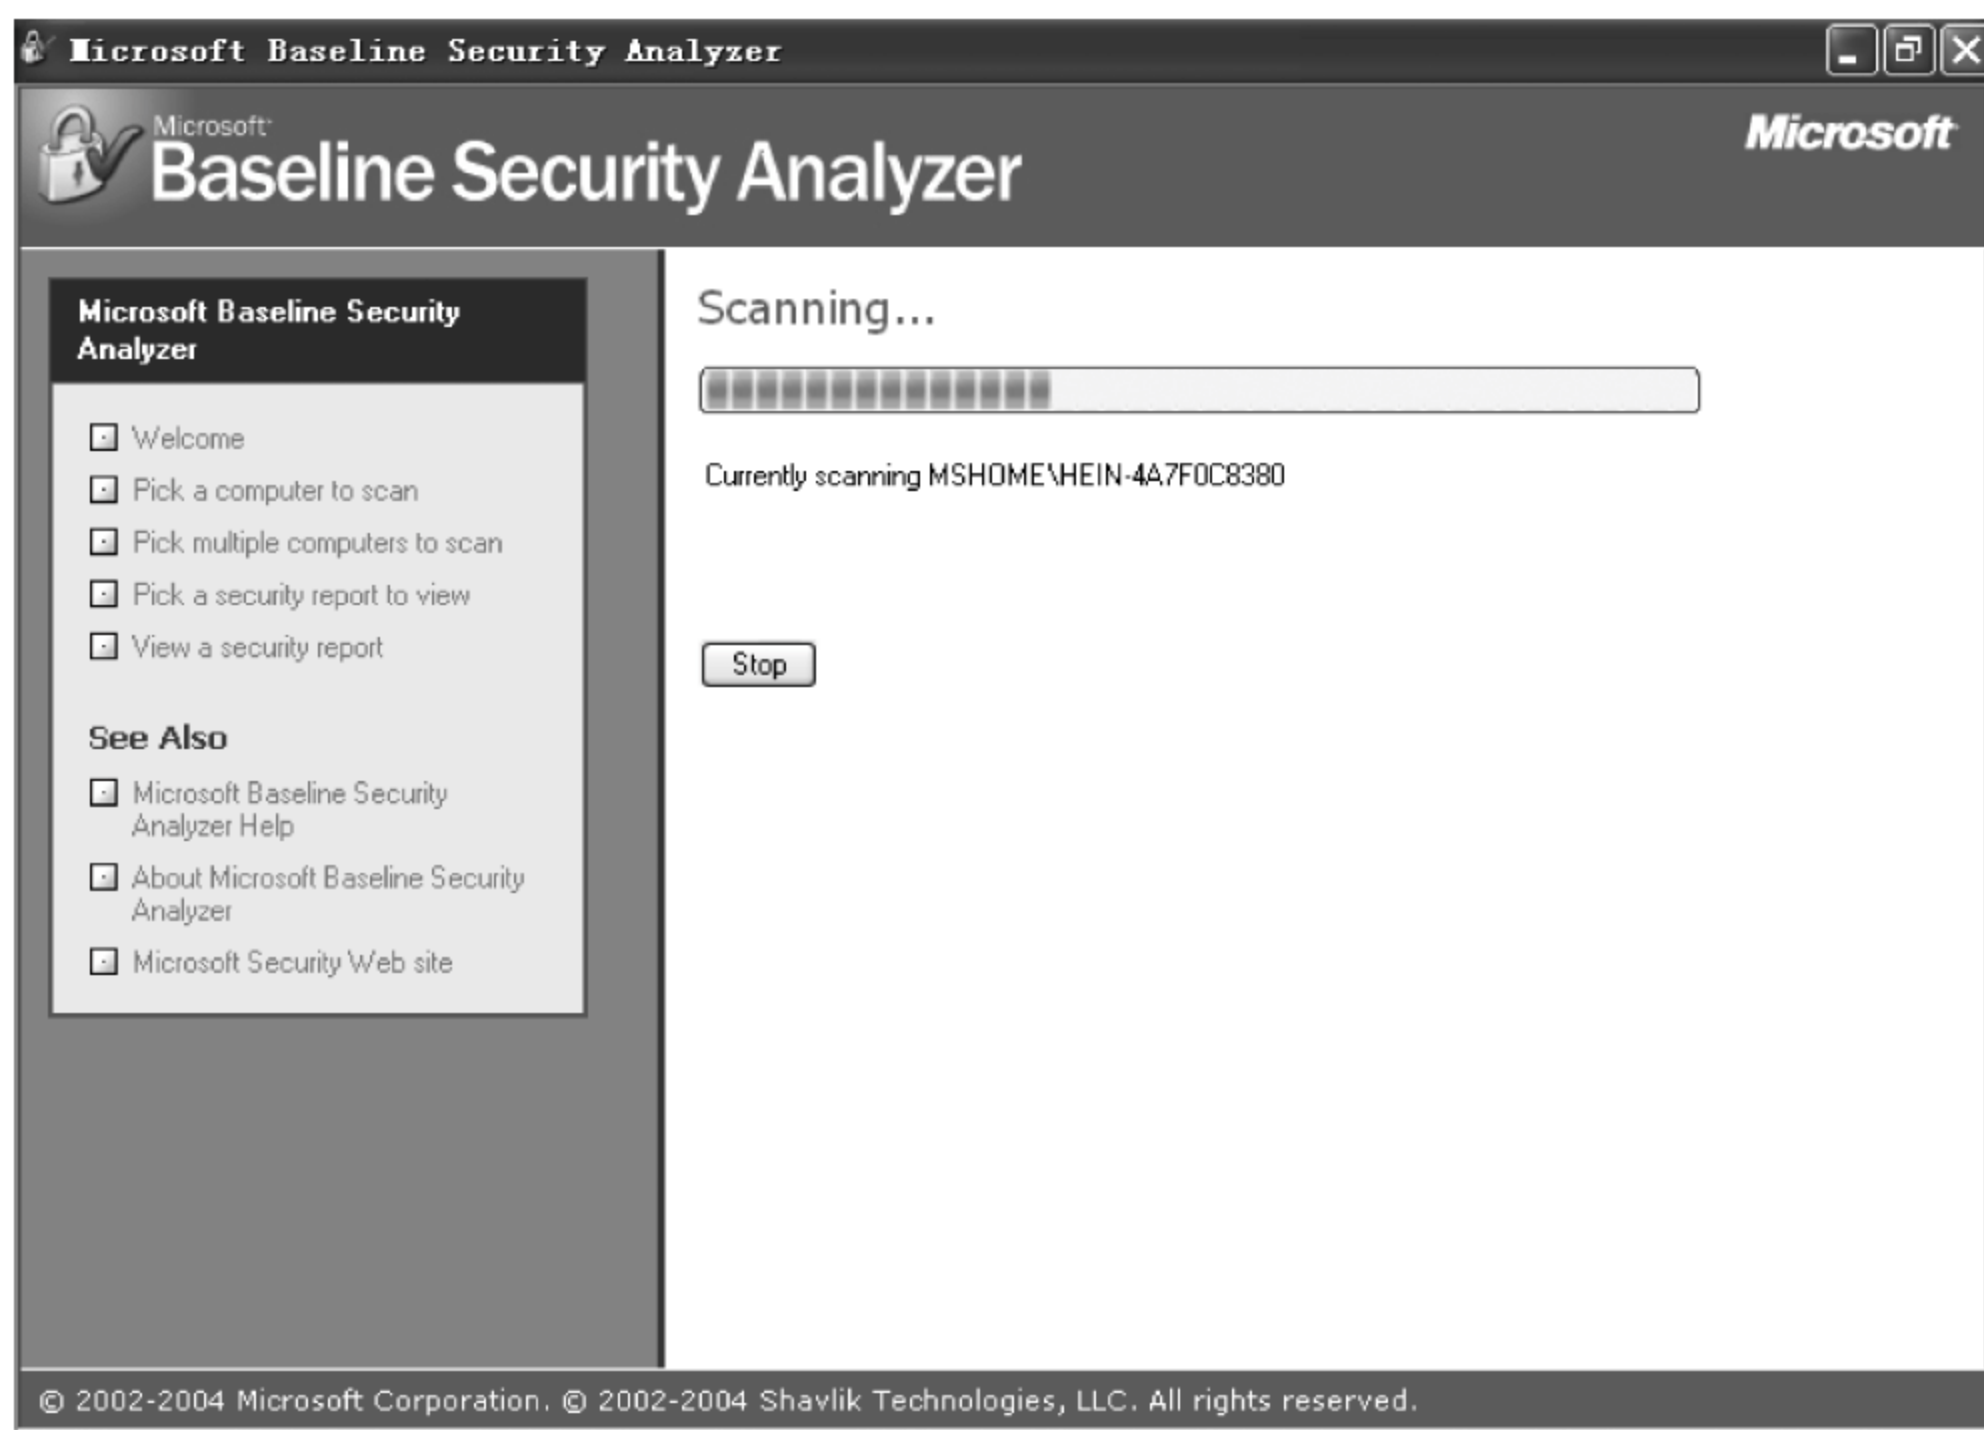 Microsoft Baseline Security Analyzer
Microsoft
Baseline Security Analyzer
Microsoft
Microsoft Baseline Security
Analyzer
Welcome
Pick a computer to scan
Pick multiple computers to scan
Pick a security report to view
View a security report
See Also
Microsoft Baseline Security
Analyzer Help
About Microsoft Baseline Security
Analyzer
Microsoft Security Web site
Scanning...
Currently scanning MSHOME\HEIN-4A7F0C8380
Stop
© 2002-2004 Microsoft Corporation. © 2002-2004 Shavlik Technologies, LLC. All rights reserved.